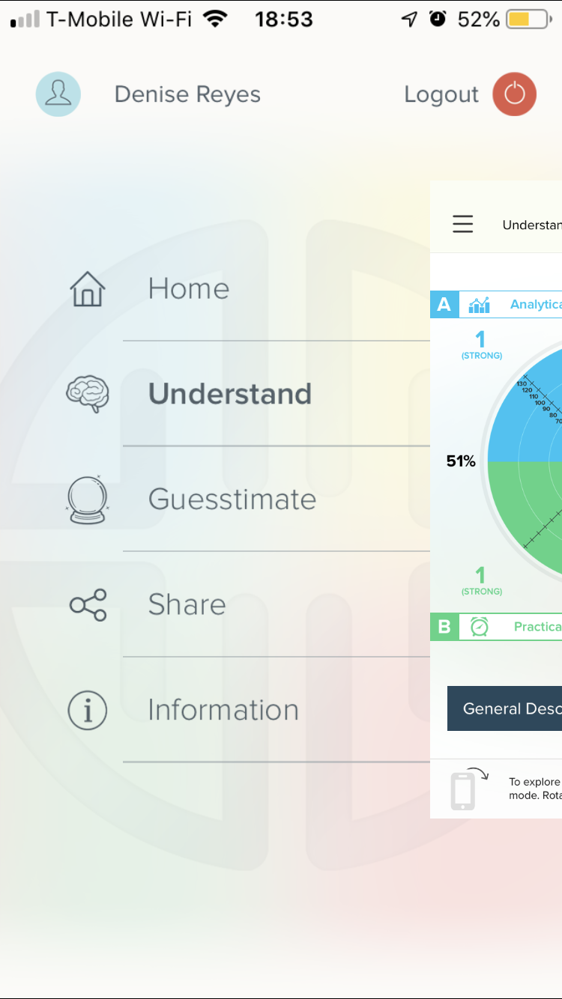 T-Mobile Wi-Fi 18:53 52%
Denise Reyes Logout
Home
Understand
Guesstimate
Share
Information
Understan
A Analytica
1
(STRONG)
130
120
110
100
90
80
70
51%
1
(STRONG)
B Practica
General Desc
To explore
mode. Rota